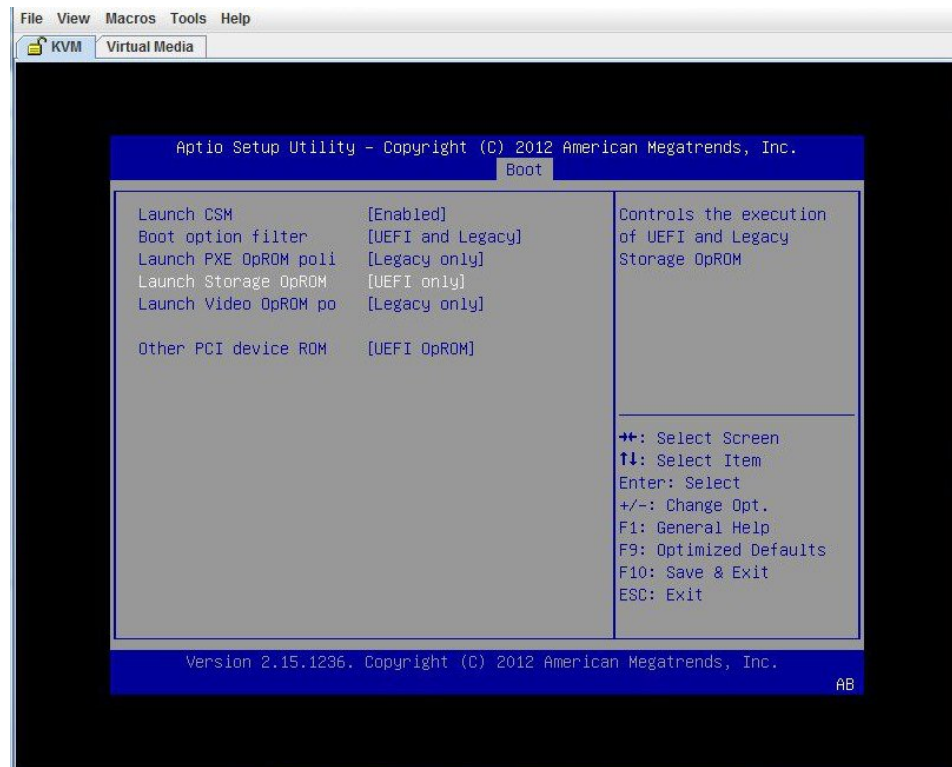 File View Macros Tools Help
KVM Virtual Media
Aptio Setup Utility – Copyright (C) 2012 American Megatrends, Inc.
Boot
Launch CSM [Enabled]
Boot option filter [UEFI and Legacy]
Launch PXE OpROM poli [Legacy only]
Launch Storage OpROM [UEFI only]
Launch Video OpROM po [Legacy only]
Other PCI device ROM [UEFI OpROM]
Controls the execution
of UEFI and Legacy
Storage OpROM
→←: Select Screen
↑↓: Select Item
Enter: Select
+/-: Change Opt.
F1: General Help
F9: Optimized Defaults
F10: Save & Exit
ESC: Exit
Version 2.15.1236. Copyright (C) 2012 American Megatrends, Inc.
AB